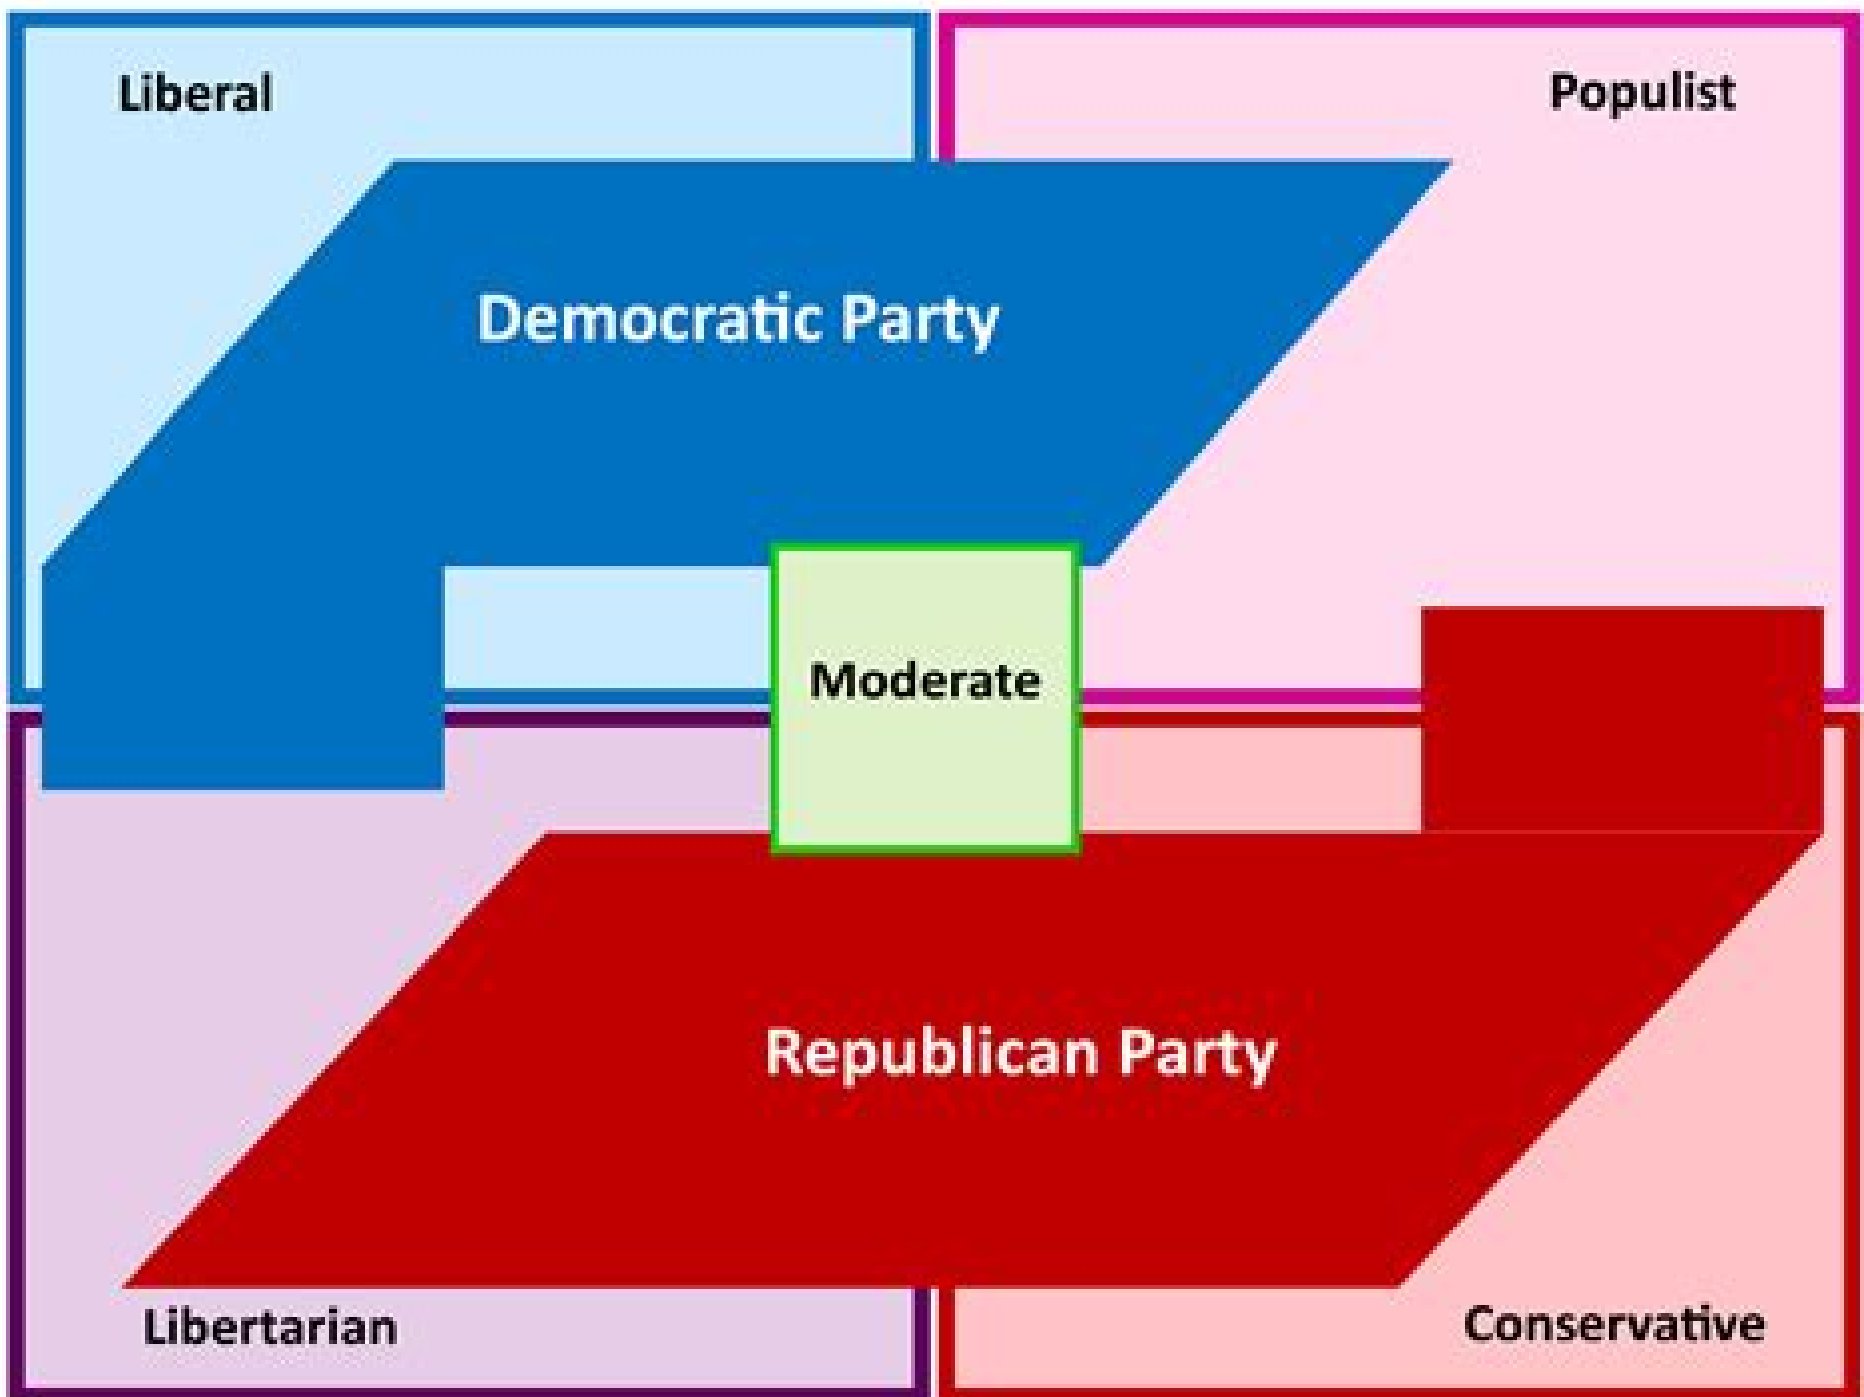 Liberal
Populist
Democratic Party
Moderate
Republican Party
Libertarian
Conservative